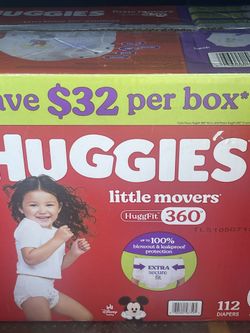 ave $32 per box*
HUGGIES
little movers
HuggFit 360
up to 100%
blowout & leakproof
protection
EXTRA
secure
fit
Disney
112
DIAPERS